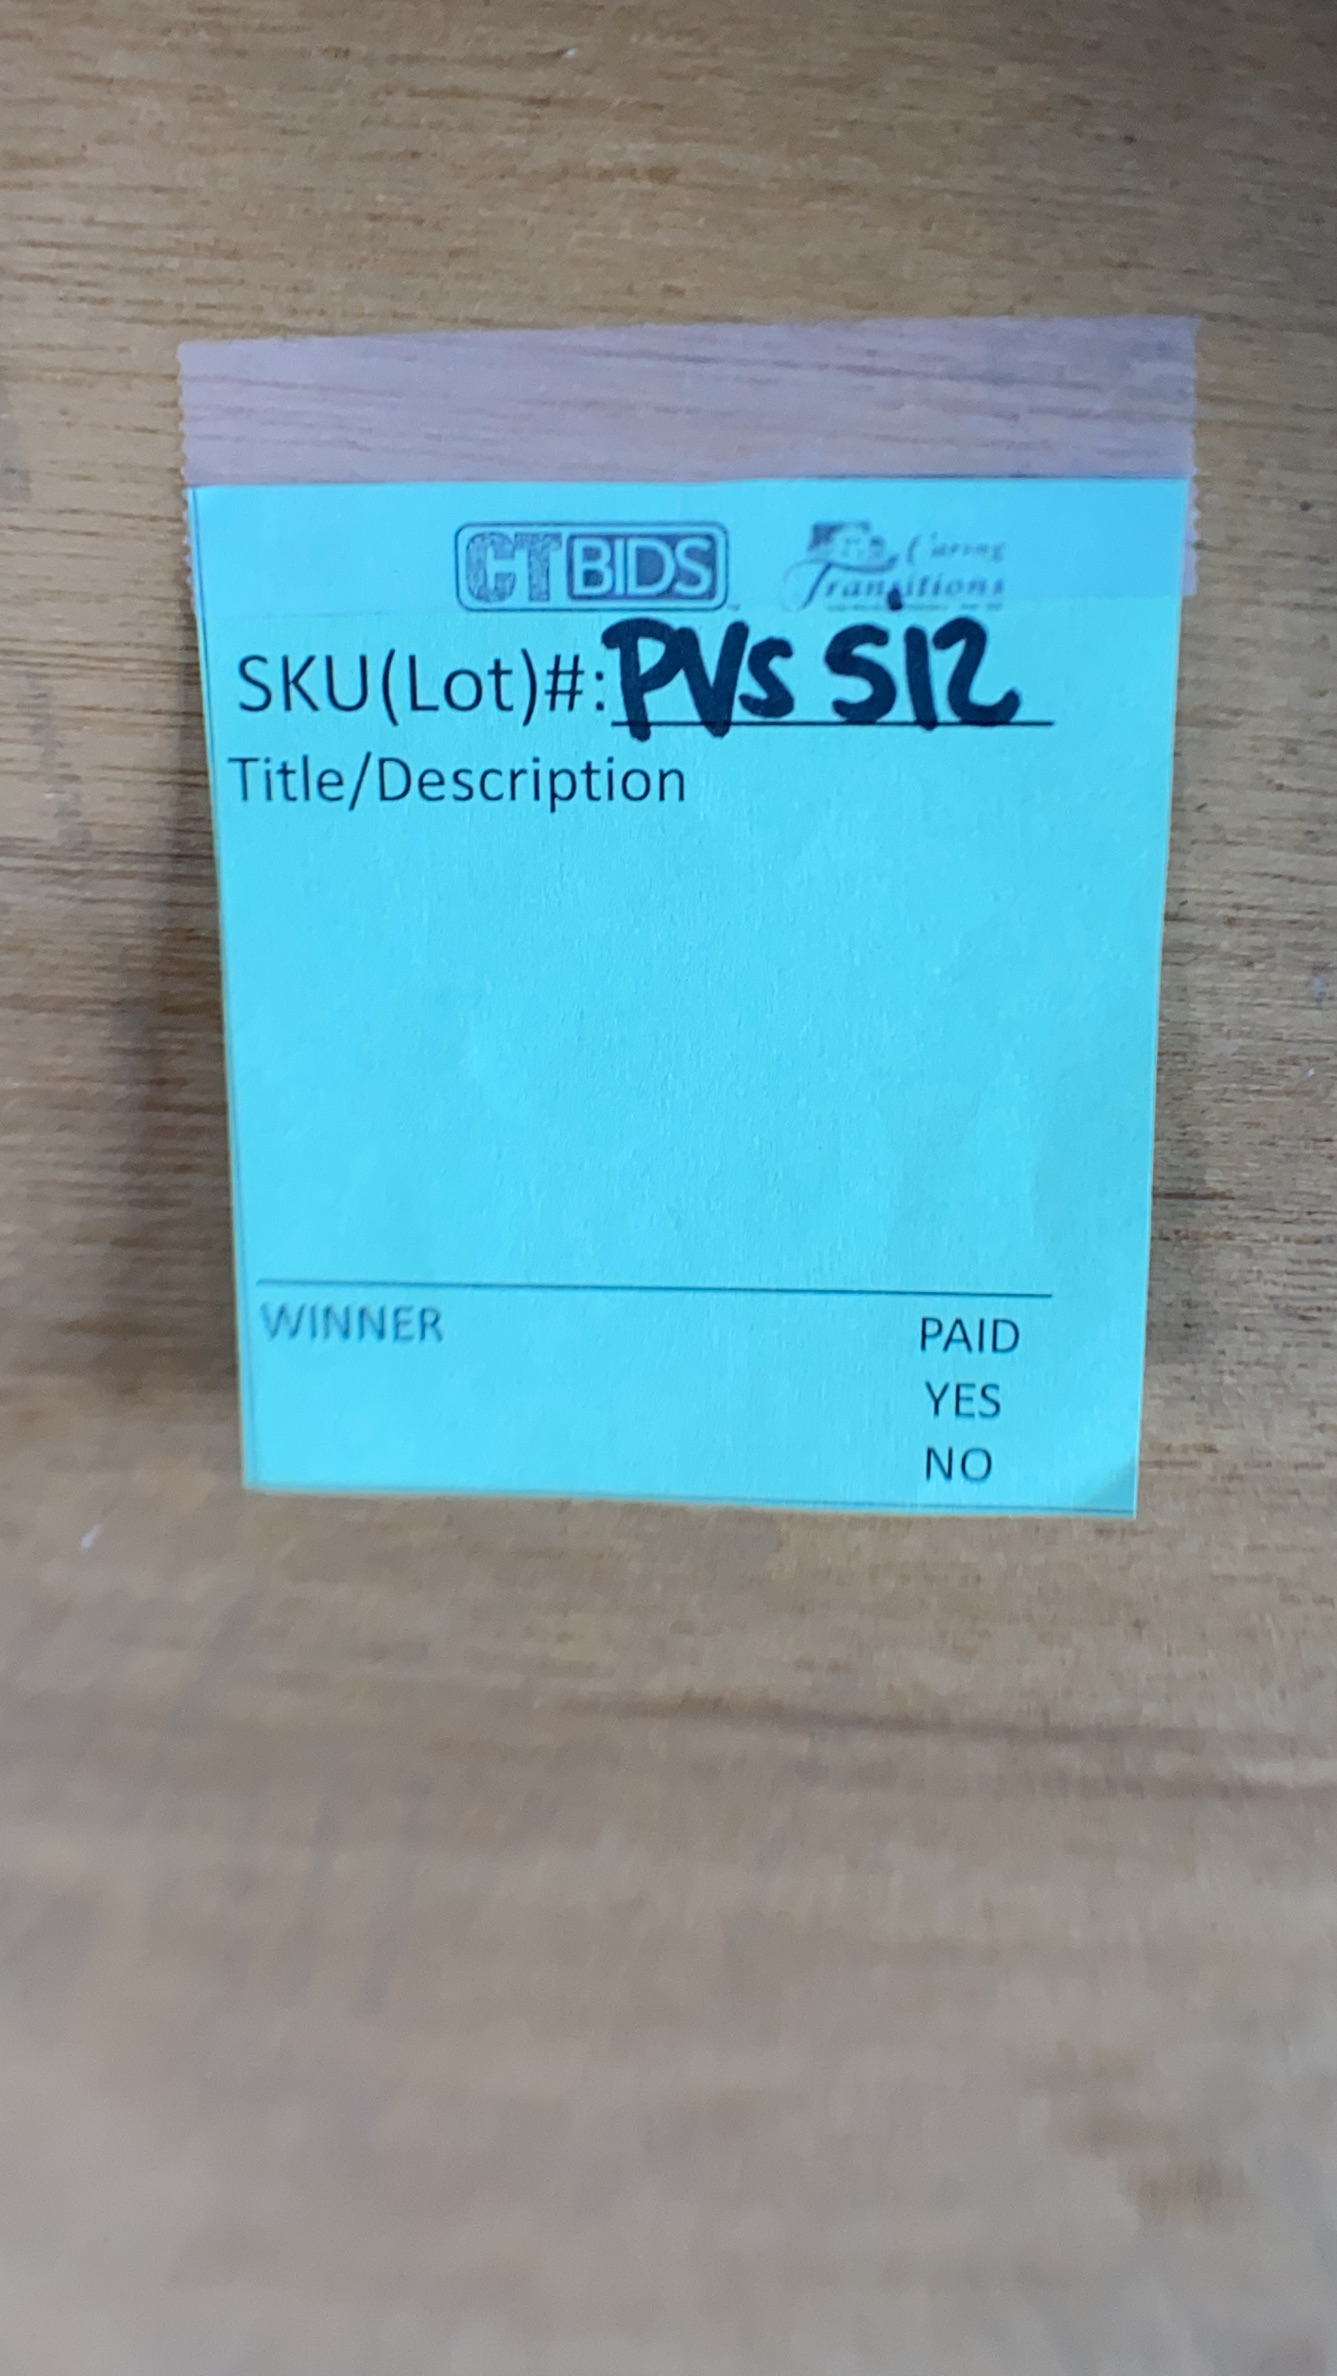 CTBIDS Caring
Transitions
SKU(Lot)#: PVS 512
Title/Description
WINNER PAID
YES
NO